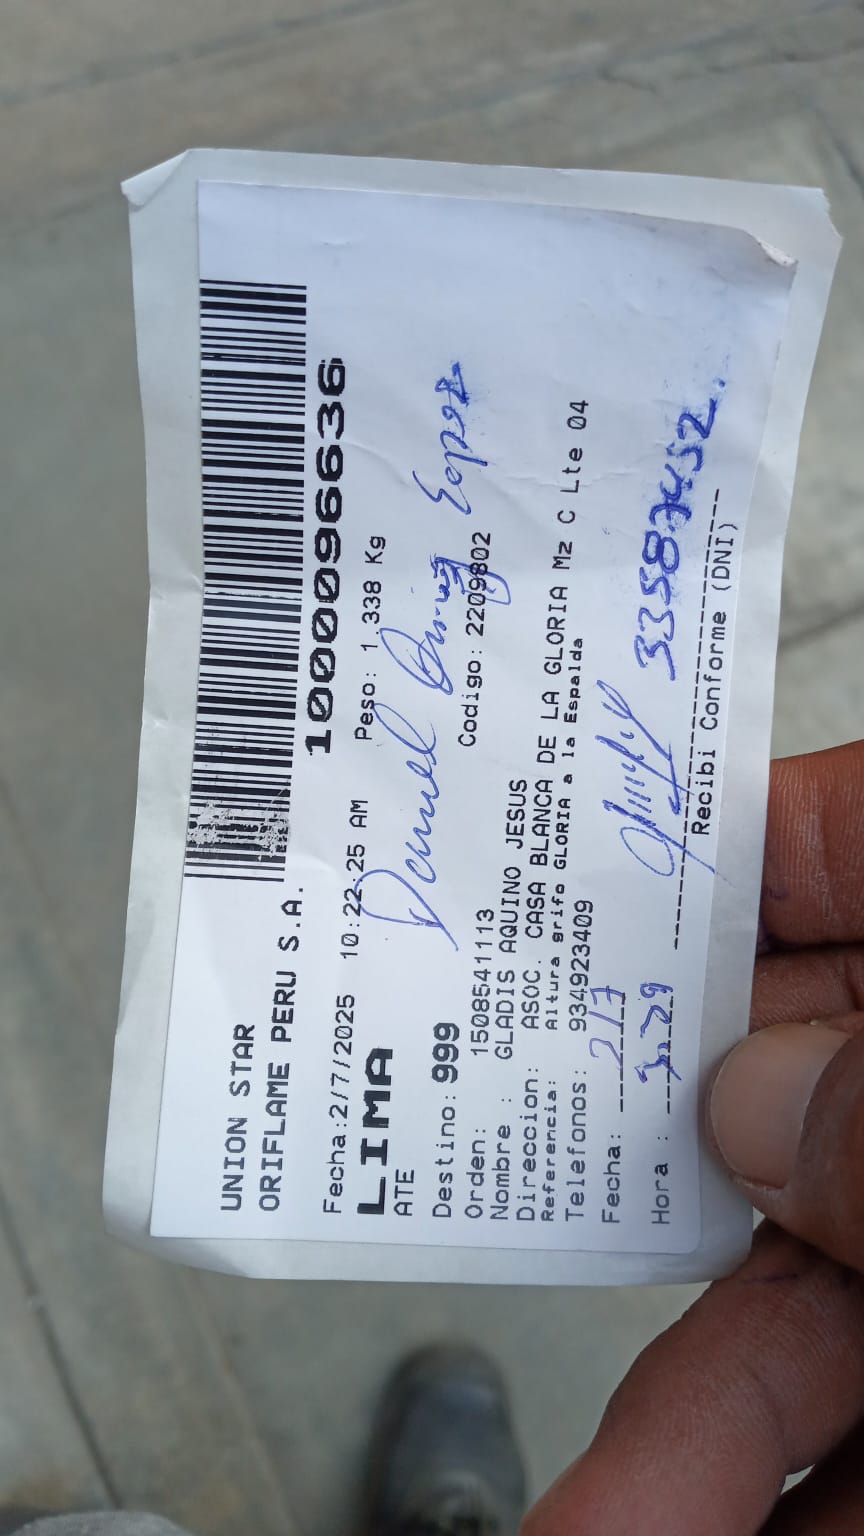 UNION STAR
ORIFLAME PERU S.A.
1000096636
Fecha:2/7/2025 10:22:25 AM Peso: 1.338 Kg
LIMA
ATE
Daniel
Destino: 999 Codigo: 2209802
Orden: 1508541113
Nombre : GLADIS AQUINO JESUS
Direccion: ASOC. CASA BLANCA DE LA GLORIA Mz C Lte 04
Referencia: Altura grifo GLORIA a la Espalda
Telefonos: 934923409
Fecha: 2/7
Hora : 3:29
Recibi Conforme (DNI)